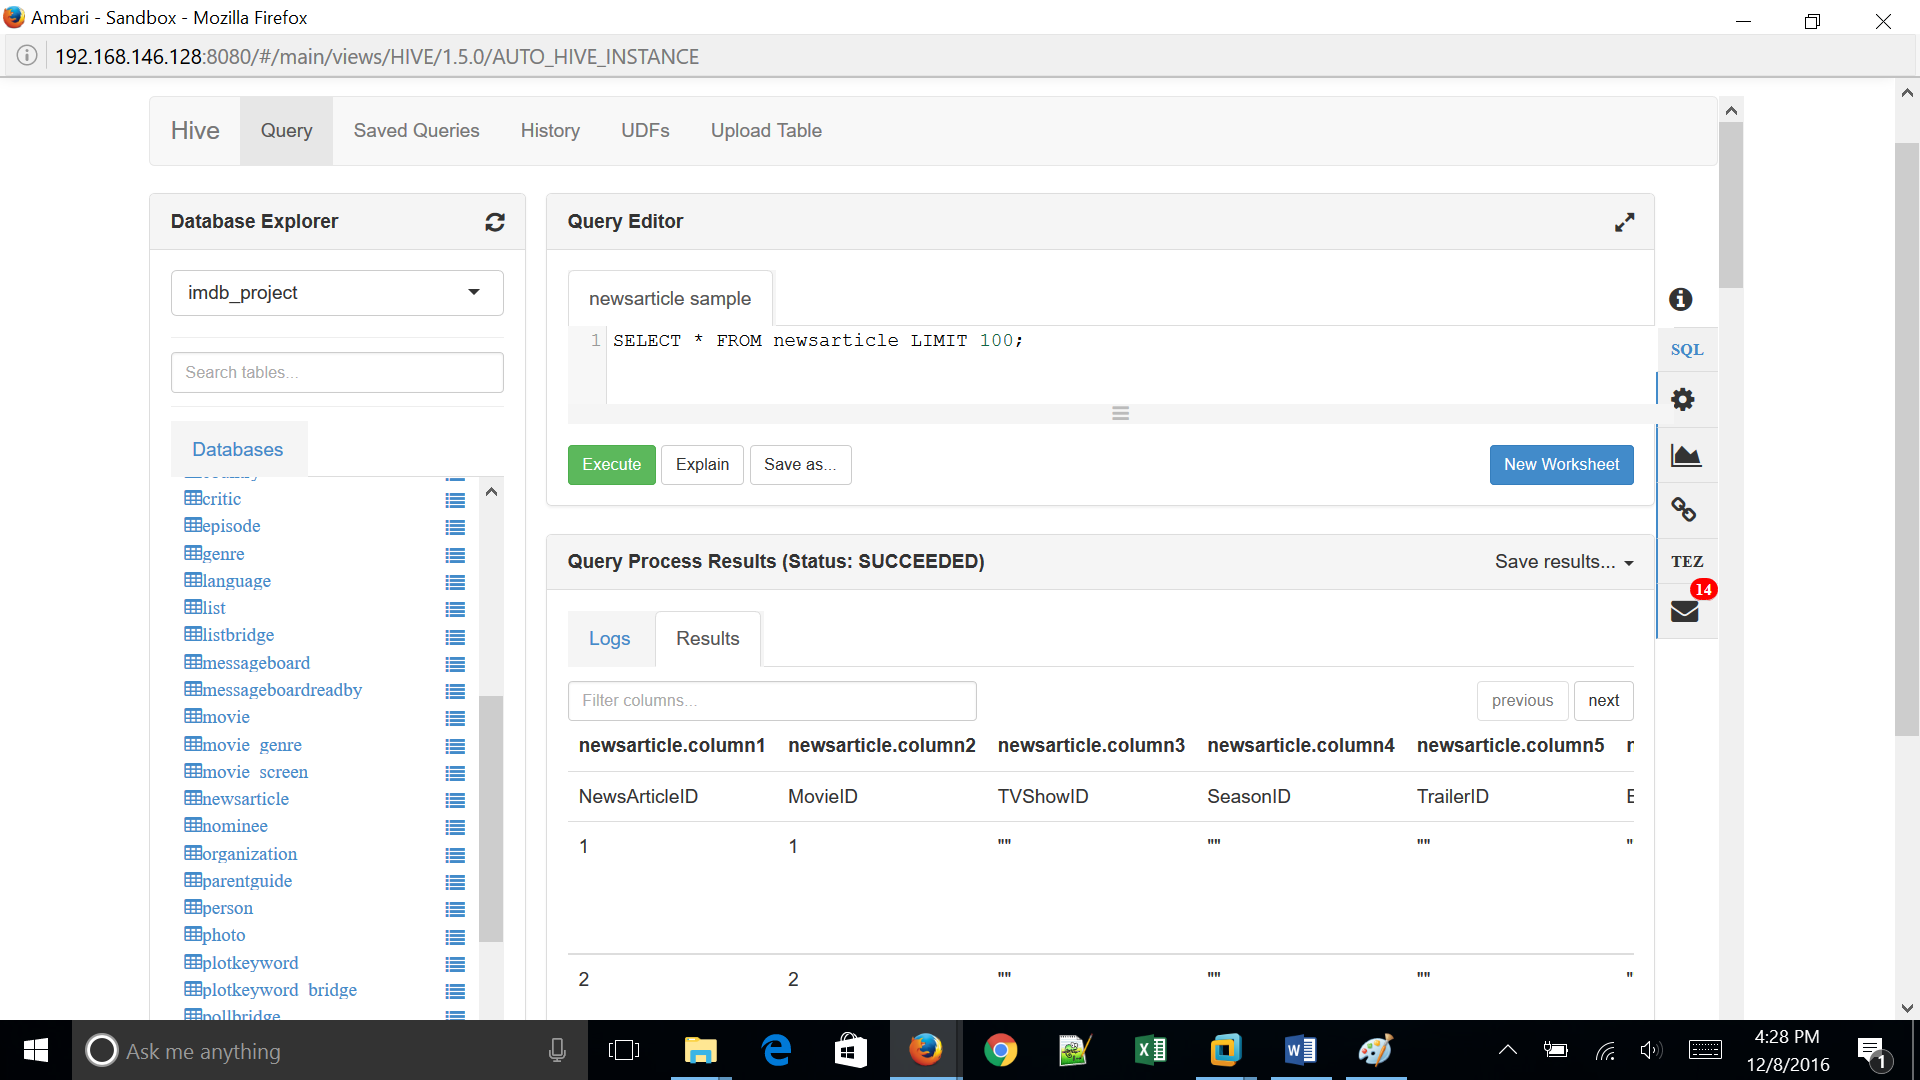 Ambari - Sandbox - Mozilla Firefox
192.168.146.128:8080/#/main/views/HIVE/1.5.0/AUTO_HIVE_INSTANCE
Hive Query Saved Queries History UDFs Upload Table
Database Explorer
imdb_project
Search tables...
Databases
critic
episode
genre
language
list
listbridge
messageboard
messageboardreadby
movie
movie_genre
movie_screen
newsarticle
nominee
organization
parentguide
person
photo
plotkeyword
plotkeyword_bridge
pollbridge
Query Editor
newsarticle sample
1 SELECT * FROM newsarticle LIMIT 100;
Execute Explain Save as... New Worksheet
SQL
TEZ
14
Query Process Results (Status: SUCCEEDED) Save results...
Logs Results
Filter columns... previous next
newsarticle.column1 newsarticle.column2 newsarticle.column3 newsarticle.column4 newsarticle.column5
NewsArticleID MovieID TVShowID SeasonID TrailerID
1 1 "" "" "" "
2 2 "" "" "" "
Ask me anything
4:28 PM
12/8/2016
1